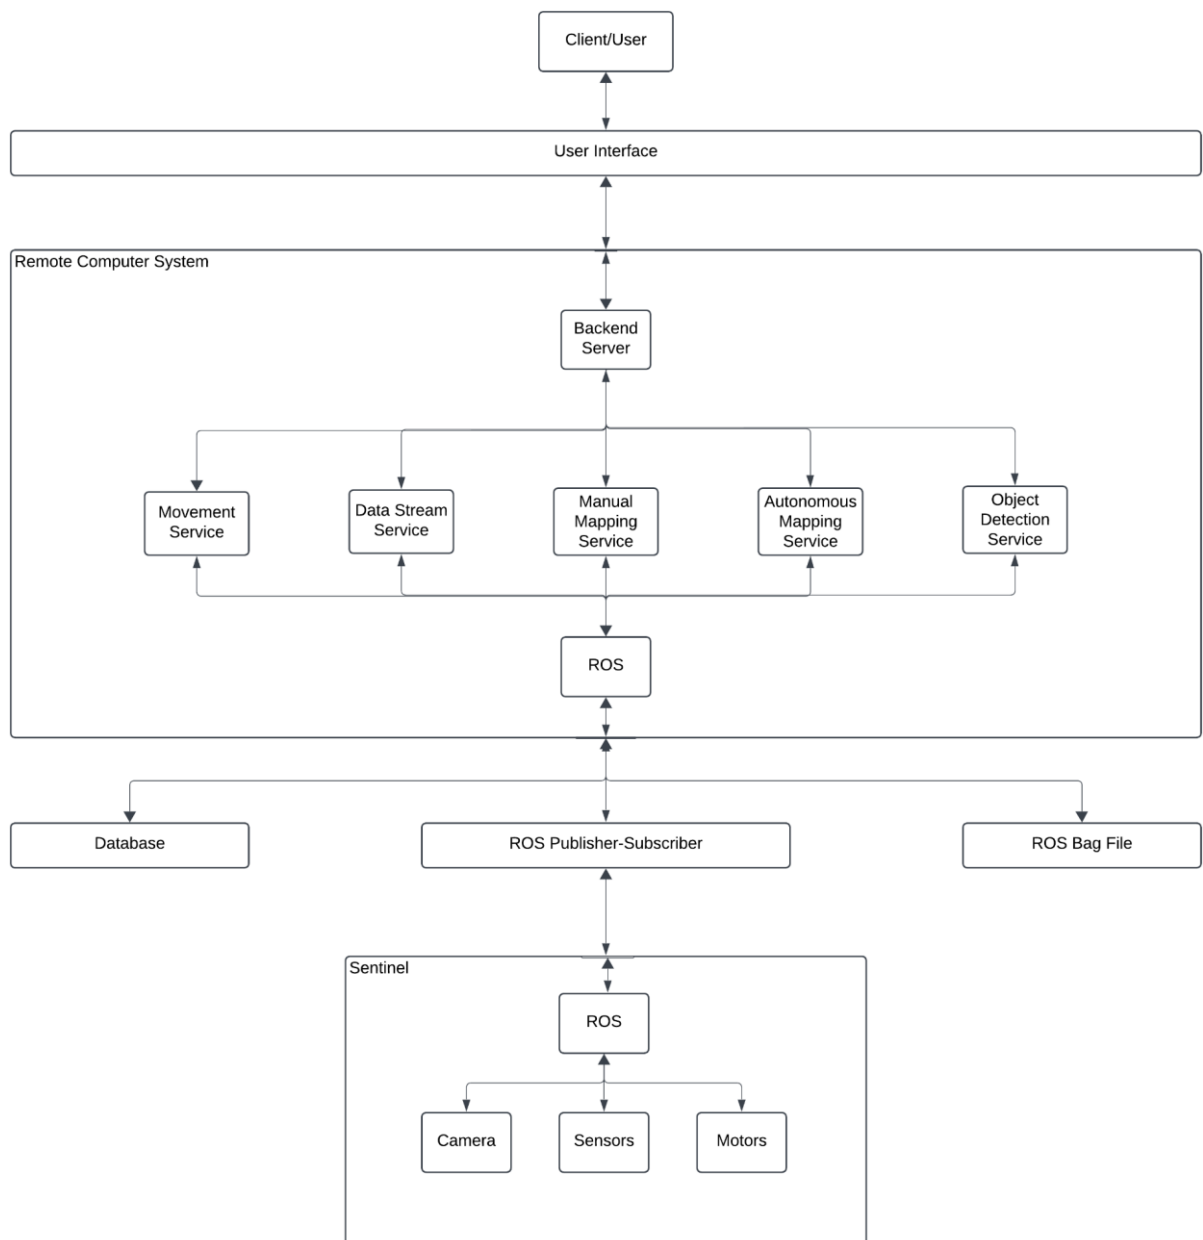 Client/User
User Interface
Remote Computer System
Backend
Server
Movement
Service
Data Stream
Service
Manual
Mapping
Service
Autonomous
Mapping
Service
Object
Detection
Service
ROS
Database
ROS Publisher-Subscriber
ROS Bag File
Sentinel
ROS
Camera
Sensors
Motors